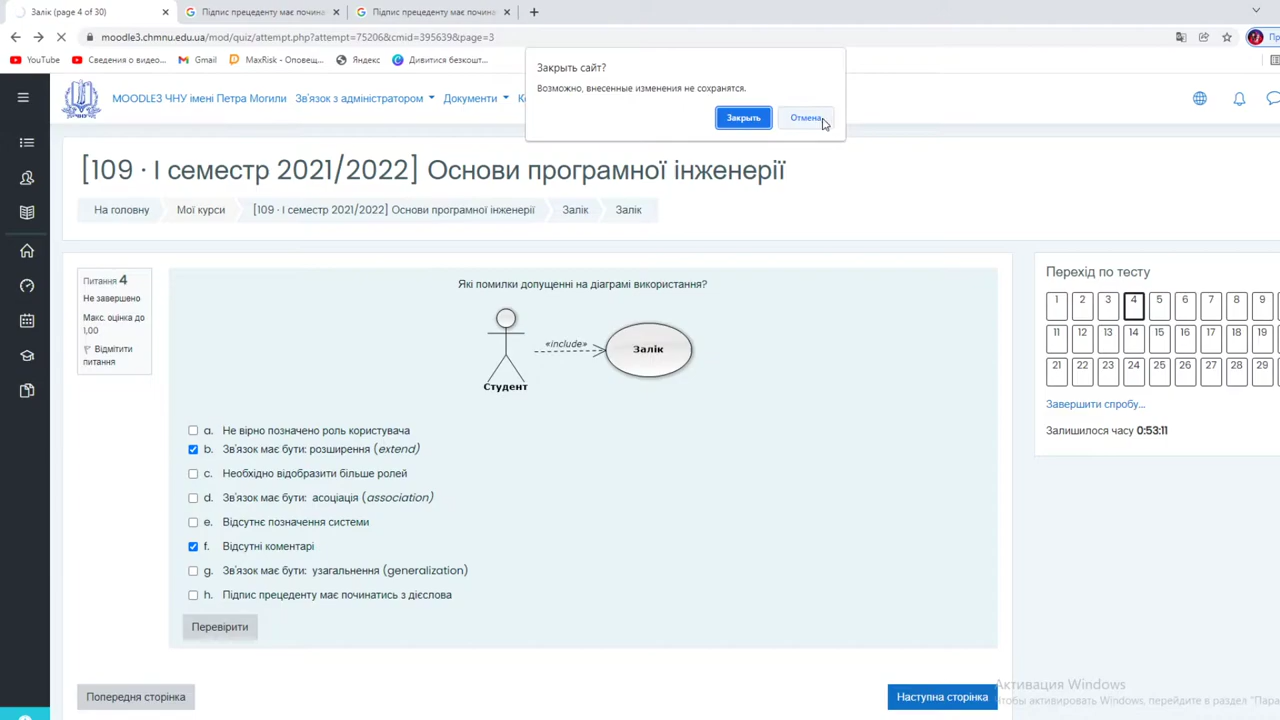 Залік (page 4 of 30)
Підпис прецеденту має почина
Підпис прецеденту має почина
moodle3.chmnu.edu.ua/mod/quiz/attempt.php?attempt=75206&cmid=395639&page=3
YouTube
Сведения о видео...
Gmail
MaxRisk - Оповещ...
Яндекс
Дивитися безкошт...
Закрыть сайт?
Возможно, внесенные изменения не сохранятся.
Закрыть
Отмена
MOODLE3 ЧНУ імені Петра Могили
Зв'язок з адміністратором
Документи
[109 · І семестр 2021/2022] Основи програмної інженерії
На головну
Мої курси
[109 · І семестр 2021/2022] Основи програмної інженерії
Залік
Залік
Питання 4
Не завершено
Макс. оцінка до
1,00
Відмітити
питання
Які помилки допущенні на діаграмі використання?
«include»
Залік
Студент
a. Не вірно позначено роль користувача
b. Зв'язок має бути: розширення (extend)
c. Необхідно відобразити більше ролей
d. Зв'язок має бути: асоціація (association)
e. Відсутнє позначення системи
f. Відсутні коментарі
g. Зв'язок має бути: узагальнення (generalization)
h. Підпис прецеденту має починатись з дієслова
Перевірити
Попередня сторінка
Наступна сторінка
Перехід по тесту
1 2 3 4 5 6 7 8 9
11 12 13 14 15 16 17 18 19
21 22 23 24 25 26 27 28 29
Завершити спробу...
Залишилося часу 0:53:11
Активация Windows
Чтобы активировать Windows, перейдите в раздел "Пара